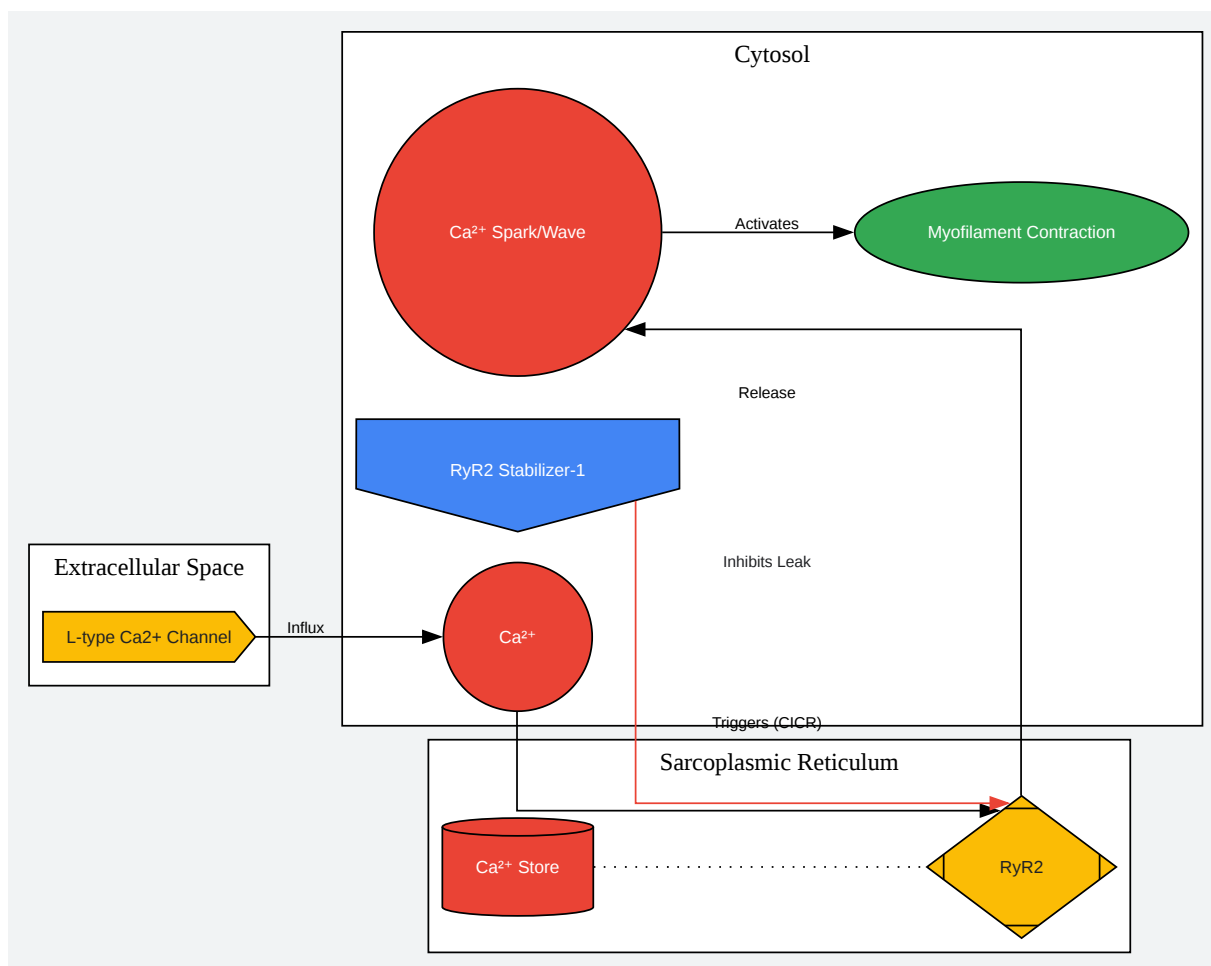 Cytosol
Ca²⁺ Spark/Wave
Activates
Myofilament Contraction
Release
RyR2 Stabilizer-1
Inhibits Leak
Extracellular Space
L-type Ca2+ Channel
Influx
Ca²⁺
Triggers (CICR)
Sarcoplasmic Reticulum
Ca²⁺ Store
RyR2